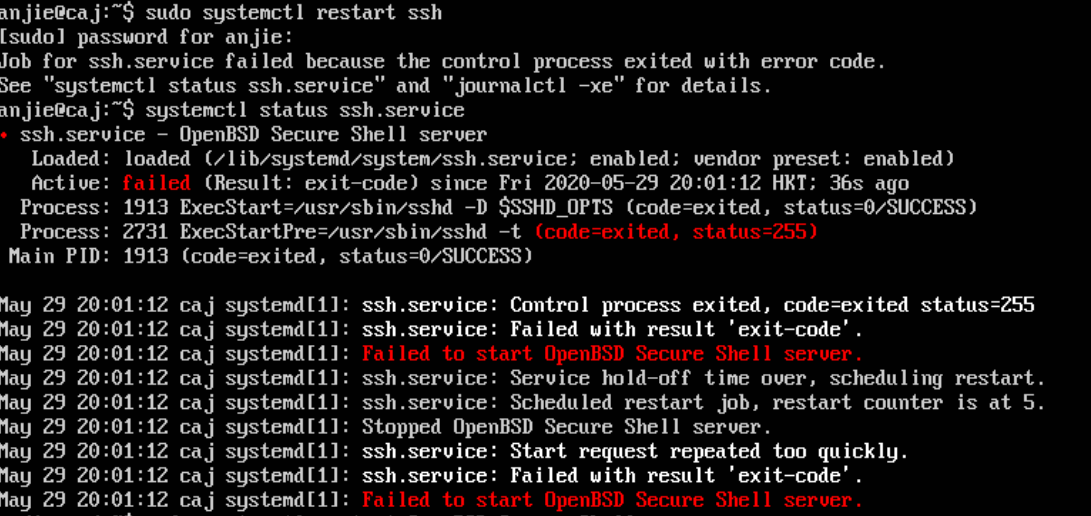 anjie@caj:~$ sudo systemctl restart ssh
[sudo] password for anjie:
Job for ssh.service failed because the control process exited with error code.
See "systemctl status ssh.service" and "journalctl -xe" for details.
anjie@caj:~$ systemctl status ssh.service
• ssh.service - OpenBSD Secure Shell server
Loaded: loaded (/lib/systemd/system/ssh.service; enabled; vendor preset: enabled)
Active: failed (Result: exit-code) since Fri 2020-05-29 20:01:12 HKT; 36s ago
Process: 1913 ExecStart=/usr/sbin/sshd -D $SSHD_OPTS (code=exited, status=0/SUCCESS)
Process: 2731 ExecStartPre=/usr/sbin/sshd -t (code=exited, status=255)
Main PID: 1913 (code=exited, status=0/SUCCESS)
May 29 20:01:12 caj systemd[1]: ssh.service: Control process exited, code=exited status=255
May 29 20:01:12 caj systemd[1]: ssh.service: Failed with result 'exit-code'.
May 29 20:01:12 caj systemd[1]: Failed to start OpenBSD Secure Shell server.
May 29 20:01:12 caj systemd[1]: ssh.service: Service hold-off time over, scheduling restart.
May 29 20:01:12 caj systemd[1]: ssh.service: Scheduled restart job, restart counter is at 5.
May 29 20:01:12 caj systemd[1]: Stopped OpenBSD Secure Shell server.
May 29 20:01:12 caj systemd[1]: ssh.service: Start request repeated too quickly.
May 29 20:01:12 caj systemd[1]: ssh.service: Failed with result 'exit-code'.
May 29 20:01:12 caj systemd[1]: Failed to start OpenBSD Secure Shell server.